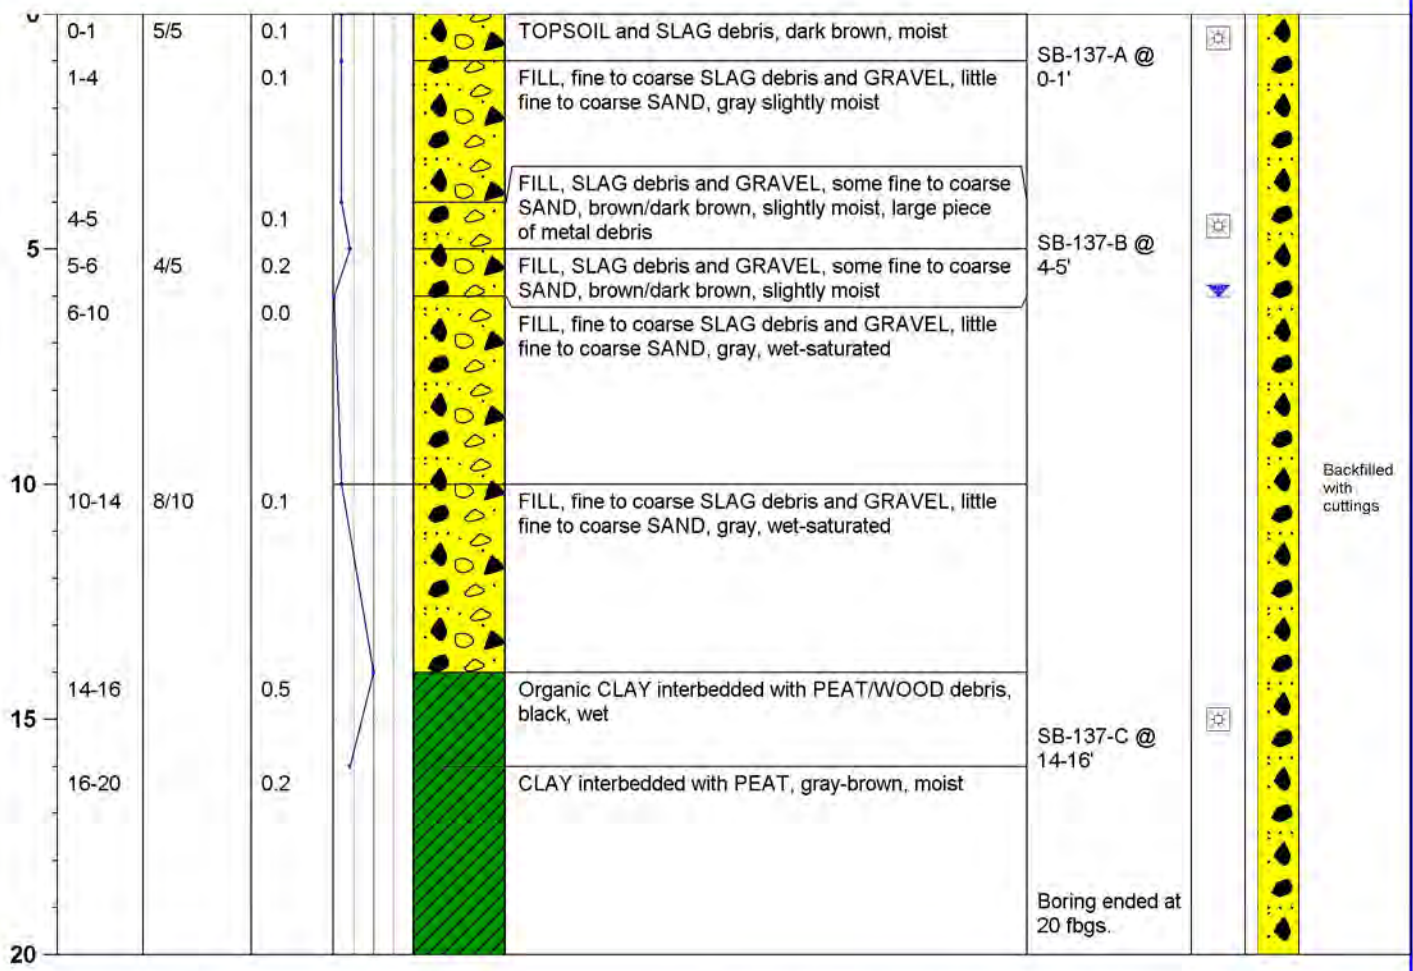 0
0-1
5/5
0.1
TOPSOIL and SLAG debris, dark brown, moist
SB-137-A @
0-1'
1-4
0.1
FILL, fine to coarse SLAG debris and GRAVEL, little
fine to coarse SAND, gray slightly moist
FILL, SLAG debris and GRAVEL, some fine to coarse
SAND, brown/dark brown, slightly moist, large piece
of metal debris
4-5
0.1
SB-137-B @
4-5'
5
5-6
4/5
0.2
FILL, SLAG debris and GRAVEL, some fine to coarse
SAND, brown/dark brown, slightly moist
6-10
0.0
FILL, fine to coarse SLAG debris and GRAVEL, little
fine to coarse SAND, gray, wet-saturated
10
10-14
8/10
0.1
FILL, fine to coarse SLAG debris and GRAVEL, little
fine to coarse SAND, gray, wet-saturated
Backfilled
with
cuttings
14-16
0.5
Organic CLAY interbedded with PEAT/WOOD debris,
black, wet
15
SB-137-C @
14-16'
16-20
0.2
CLAY interbedded with PEAT, gray-brown, moist
Boring ended at
20 fbgs.
20